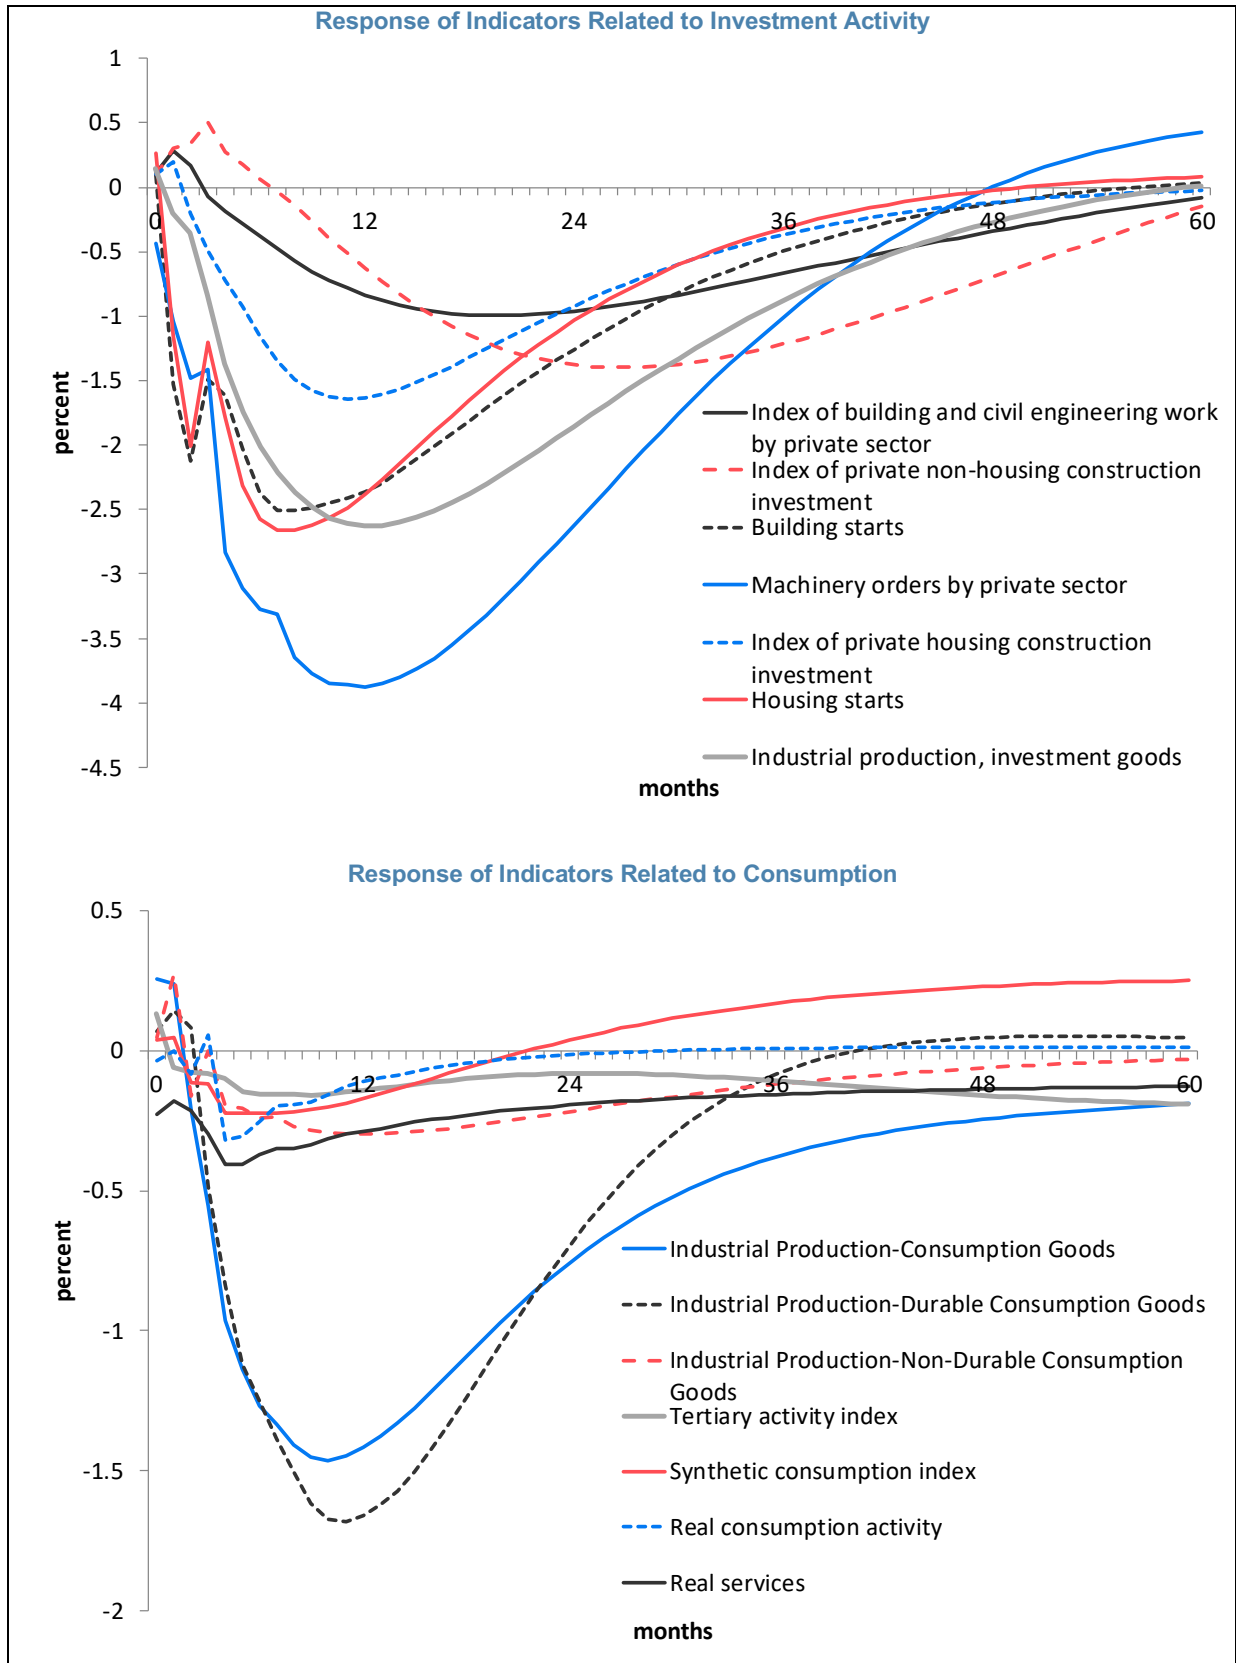 Response of Indicators Related to Investment Activity
1
0.5
0
-0.5
-1
-1.5
-2
-2.5
-3
-3.5
-4
-4.5
percent
0 12 24 36 48 60
Index of building and civil engineering work
by private sector
Index of private non-housing construction
investment
Building starts
Machinery orders by private sector
Index of private housing construction
investment
Housing starts
Industrial production, investment goods
months
Response of Indicators Related to Consumption
0.5
0
-0.5
-1
-1.5
-2
percent
0 12 24 36 48 60
Industrial Production-Consumption Goods
Industrial Production-Durable Consumption Goods
Industrial Production-Non-Durable Consumption
Goods
Tertiary activity index
Synthetic consumption index
Real consumption activity
Real services
months